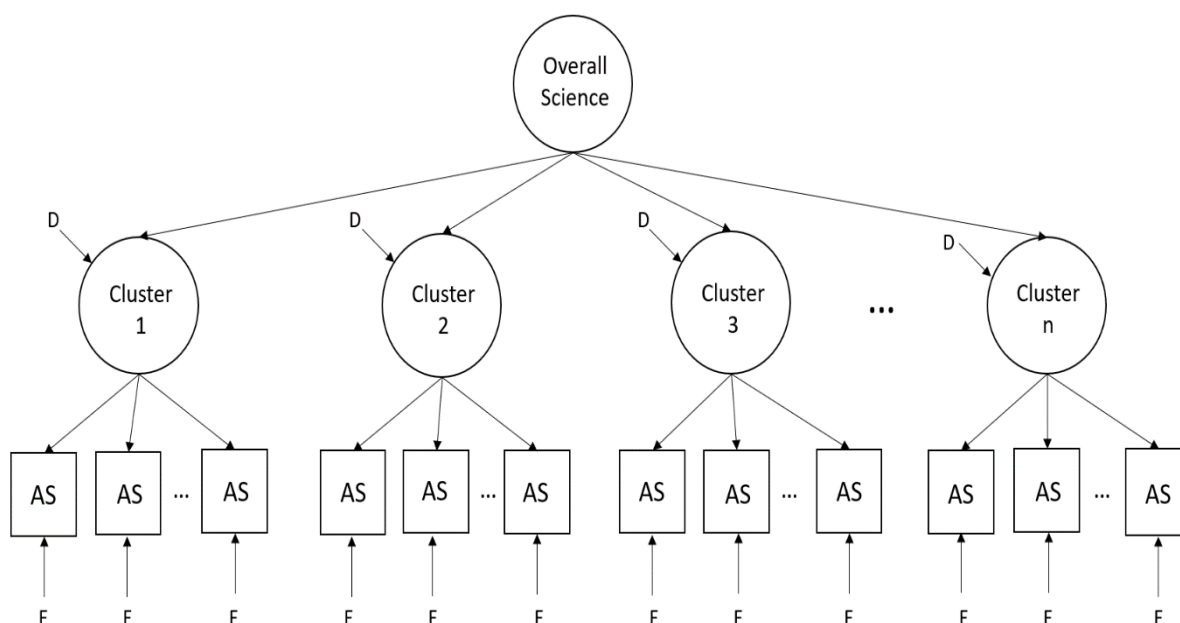 Overall
Science
D D D D
Cluster Cluster Cluster ... Cluster
1 2 3 n
AS AS ... AS AS AS ... AS AS AS ... AS AS AS ... AS